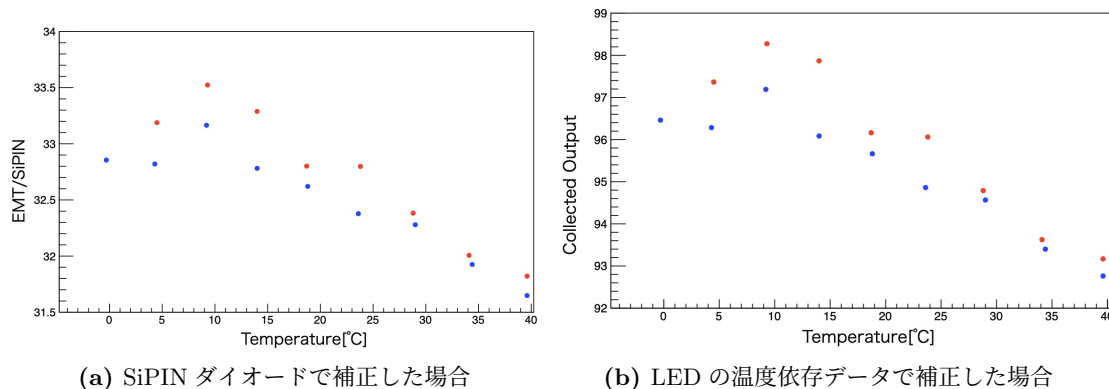 34
33.5
33
32.5
32
31.5
EMT/SiPIN
0 5 10 15 20 25 30 35 40
Temperature[°C]
(a) SiPIN ダイオードで補正した場合
99
98
97
96
95
94
93
92
Collected Output
0 5 10 15 20 25 30 35 40
Temperature[°C]
(b) LED の温度依存データで補正した場合